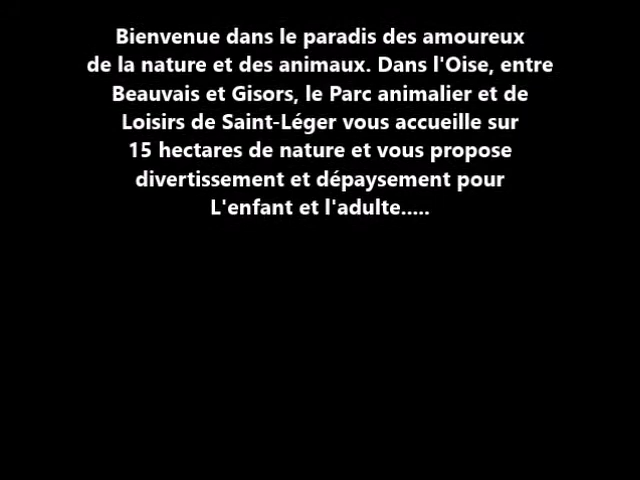 Bienvenue dans le paradis des amoureux
de la nature et des animaux. Dans l'Oise, entre
Beauvais et Gisors, le Parc animalier et de
Loisirs de Saint-Léger vous accueille sur
15 hectares de nature et vous propose
divertissement et dépaysement pour
L'enfant et l'adulte.....